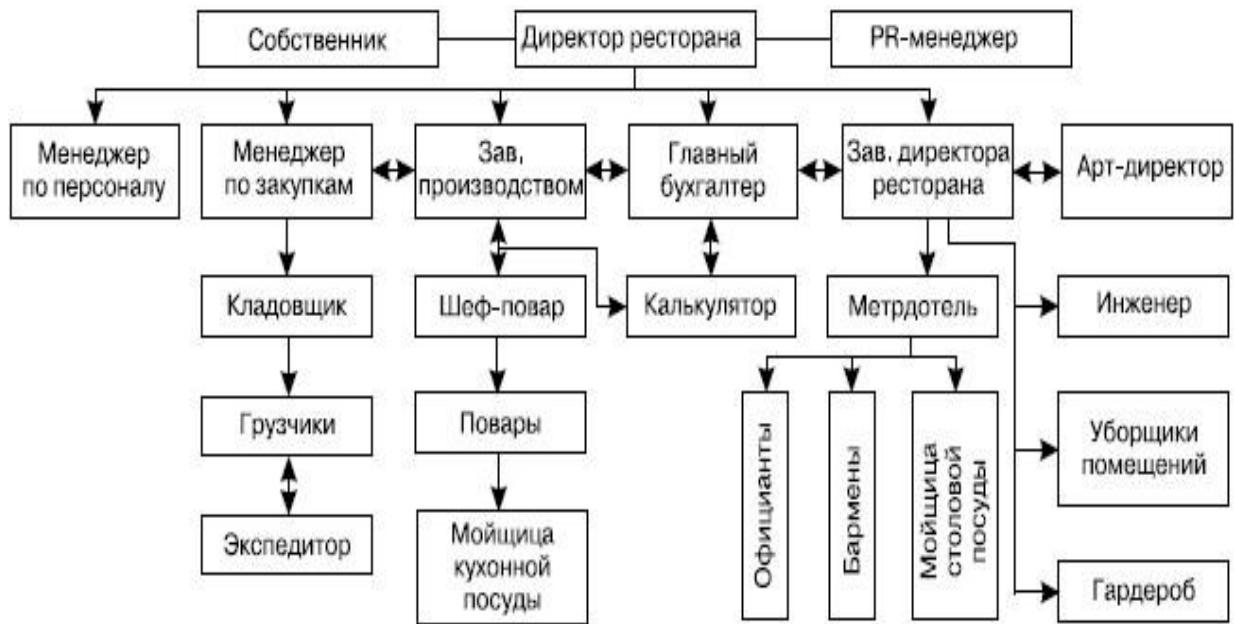 Собственник
Директор ресторана
PR-менеджер
Менеджер
по персоналу
Менеджер
по закупкам
Зав,
производством
Главный
бухгалтер
Зав. директора
ресторана
Арт-директор
Кладовщик
Шеф-повар
Калькулятор
Метрдотель
Инженер
Грузчики
Повары
Официанты
Бармены
Мойщица
столовой
посуды
Уборщики
помещений
Экспедитор
Мойщица
кухонной
посуды
Гардероб